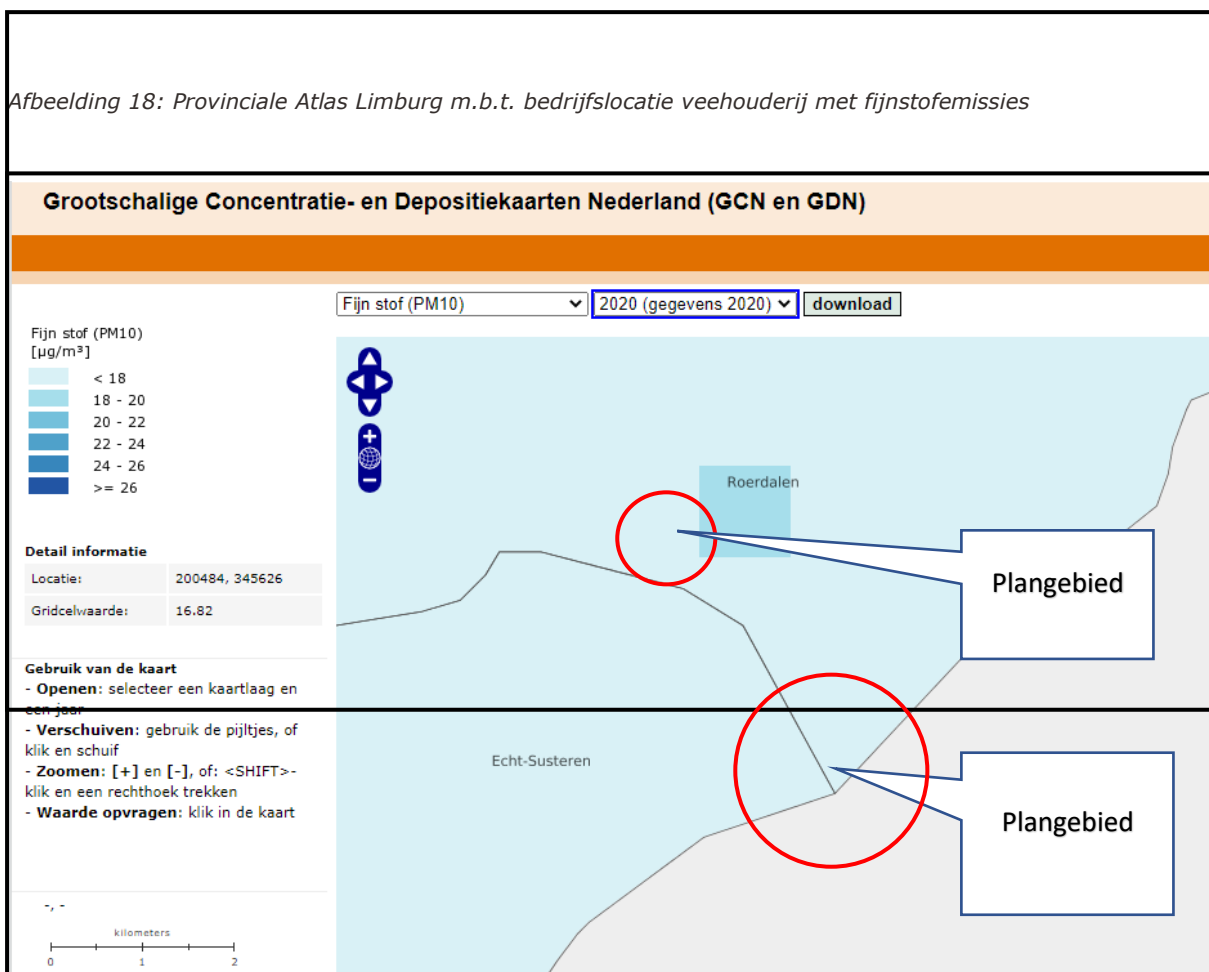 Afbeelding 18: Provinciale Atlas Limburg m.b.t. bedrijfslocatie veehouderij met fijnstofemissies
Grootschalige Concentratie- en Depositiekaarten Nederland (GCN en GDN)
Fijn stof (PM10)
2020 (gegevens 2020)
download
Fijn stof (PM10)
[µg/m³]
< 18
18 - 20
20 - 22
22 - 24
24 - 26
>= 26
Detail informatie
Locatie: 200484, 345626
Gridcelwaarde: 16.82
Gebruik van de kaart
- Openen: selecteer een kaartlaag en
een jaar
- Verschuiven: gebruik de pijltjes, of
klik en schuif
- Zoomen: [+] en [-], of: <SHIFT>-
klik en een rechthoek trekken
- Waarde opvragen: klik in de kaart
-, -
kilometers
0 1 2
Roerdalen
Plangebied
Echt-Susteren
Plangebied